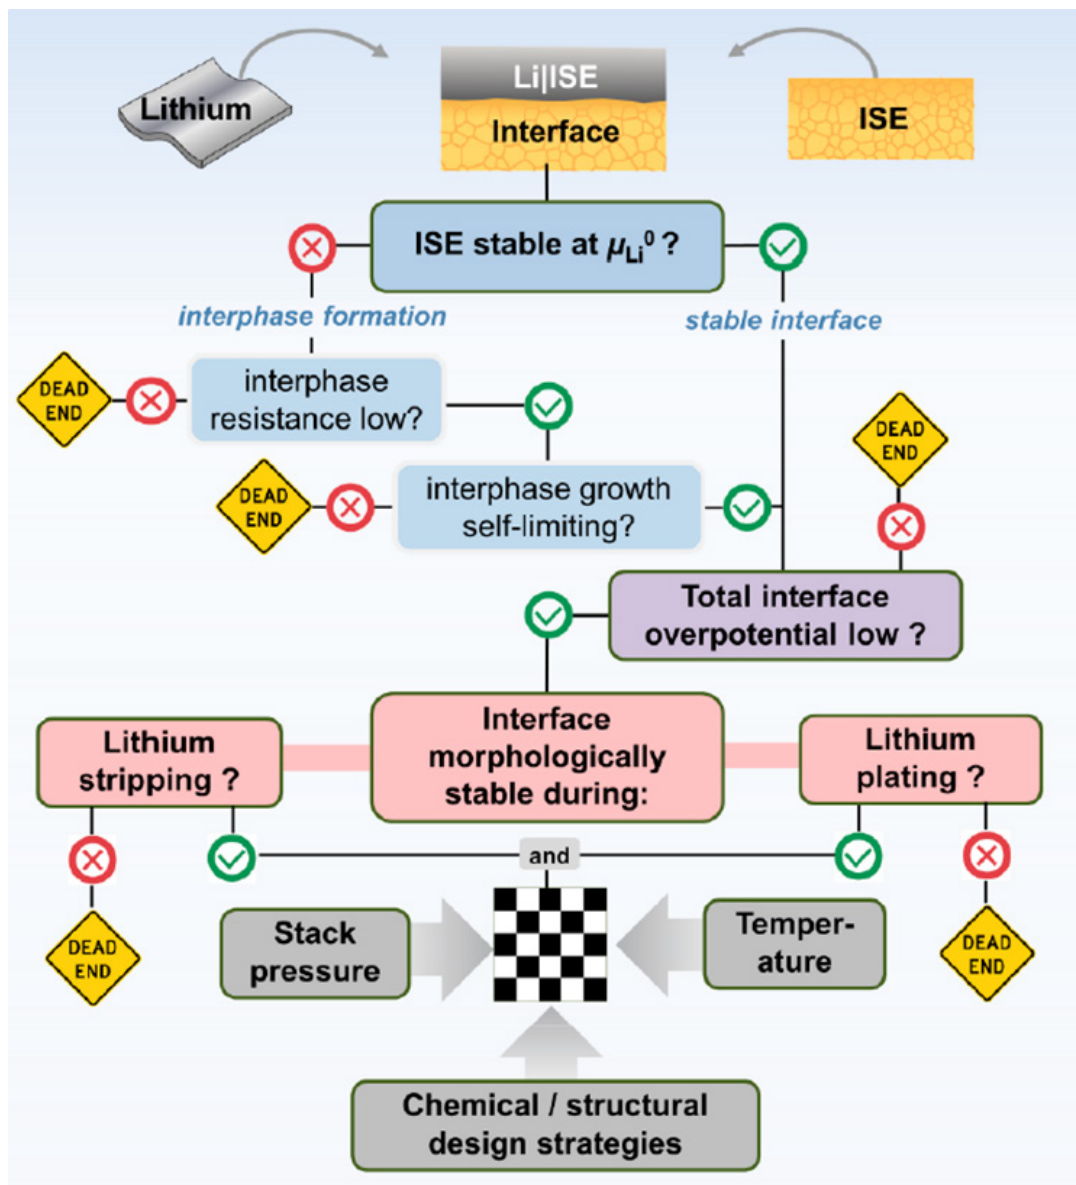 Lithium
Li||ISE
Interface
ISE
ISE stable at μLi⁰ ?
interphase formation
stable interface
DEAD
END
interphase
resistance low?
DEAD
END
DEAD
END
interphase growth
self-limiting?
Total interface
overpotential low ?
Lithium
stripping ?
Interface
morphologically
stable during:
Lithium
plating ?
and
DEAD
END
Stack
pressure
Temper-
ature
DEAD
END
Chemical / structural
design strategies